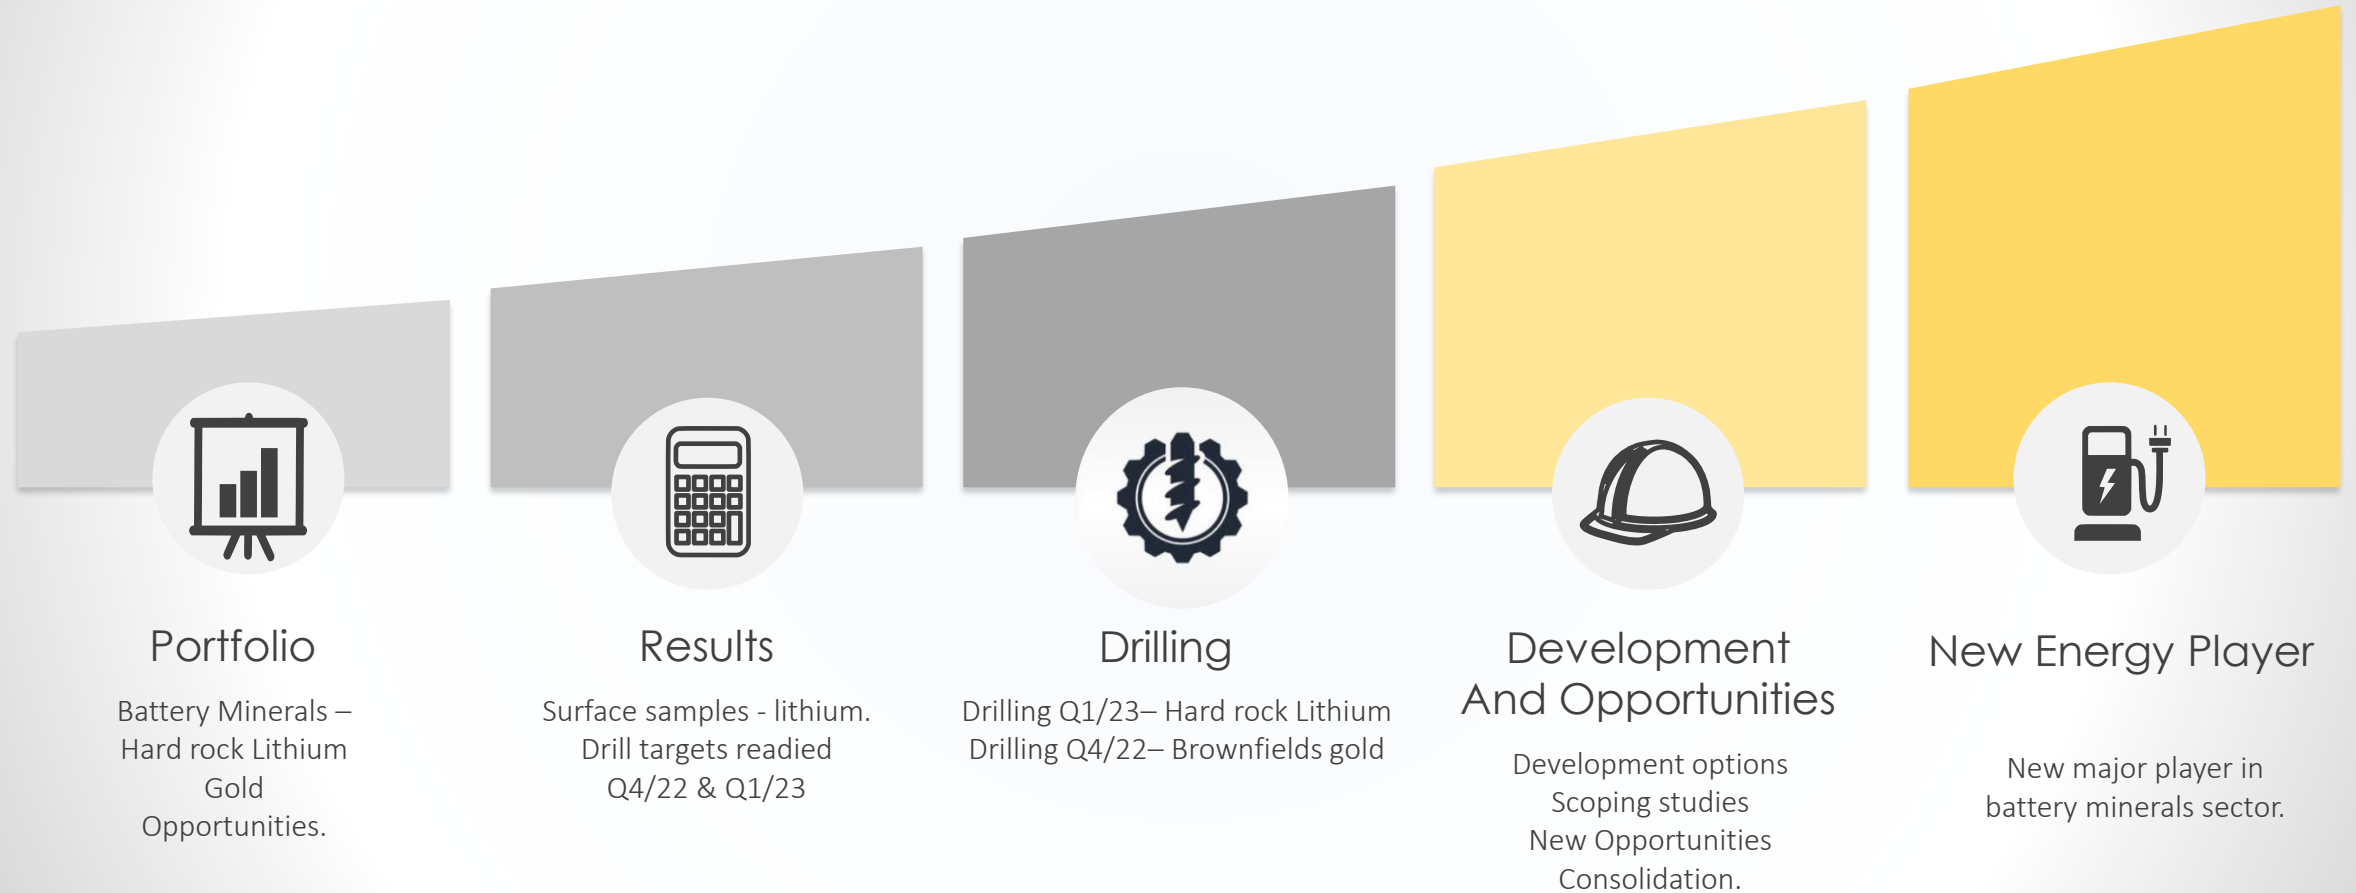 Portfolio
Battery Minerals –
Hard rock Lithium
Gold
Opportunities.
Results
Surface samples - lithium.
Drill targets readied
Q4/22 & Q1/23
Drilling
Drilling Q1/23– Hard rock Lithium
Drilling Q4/22– Brownfields gold
Development
And Opportunities
Development options
Scoping studies
New Opportunities
Consolidation.
New Energy Player
New major player in
battery minerals sector.